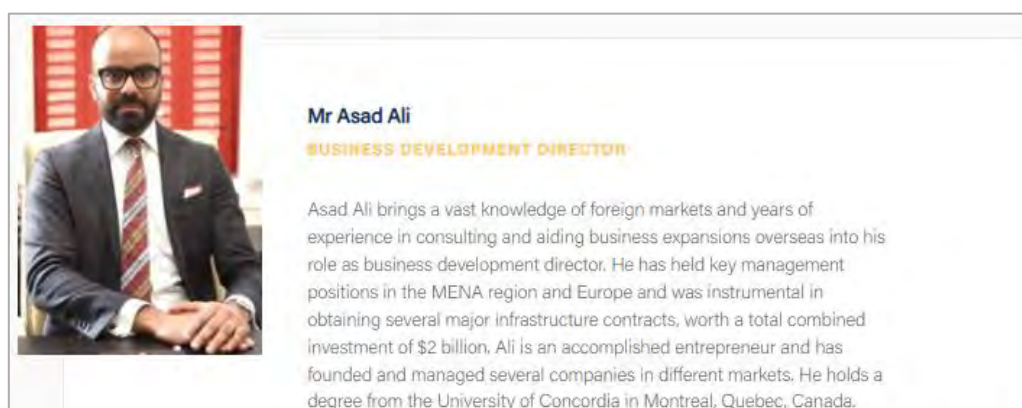 Mr Asad Ali
BUSINESS DEVELOPMENT DIRECTOR
Asad Ali brings a vast knowledge of foreign markets and years of
experience in consulting and aiding business expansions overseas into his
role as business development director. He has held key management
positions in the MENA region and Europe and was instrumental in
obtaining several major infrastructure contracts, worth a total combined
investment of $2 billion. Ali is an accomplished entrepreneur and has
founded and managed several companies in different markets. He holds a
degree from the University of Concordia in Montreal, Quebec, Canada.